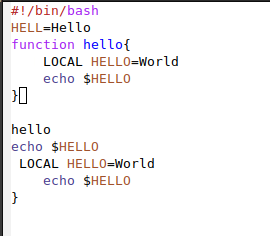 #!/bin/bash
HELL=Hello
function hello{
    LOCAL HELLO=World
    echo $HELLO
}

hello
echo $HELLO
 LOCAL HELLO=World
    echo $HELLO
}